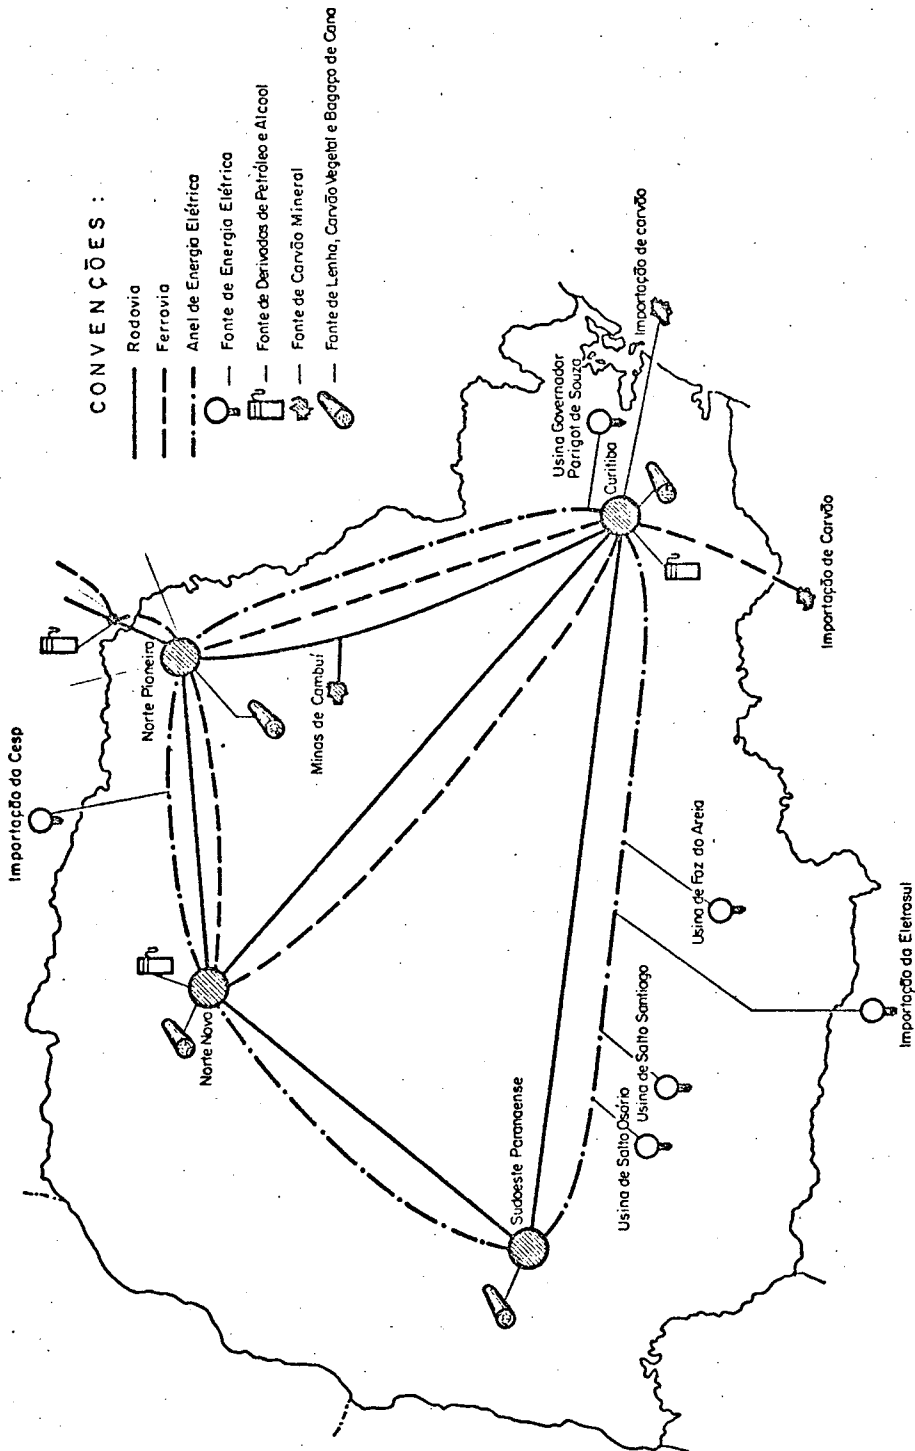 CONVENÇÕES :
Rodovia
Ferrovia
Anel de Energia Elétrica
Fonte de Energia Elétrica
Fonte de Derivados de Petróleo e Alcool
Fonte de Carvão Mineral
Fonte de Lenha, Carvão Vegetal e Bagaço de Cana
Importação da Cesp
Norte Pioneiro
Norte Novo
Minas de Cambuí
Usina Governador
Parigot de Souza
Curitiba
Importação de carvão
Importação de Carvão
Sudoeste Paranaense
Usina de Salto Osório
Usina de Salto Santiago
Usina de Foz do Areia
Importação da Eletrosul